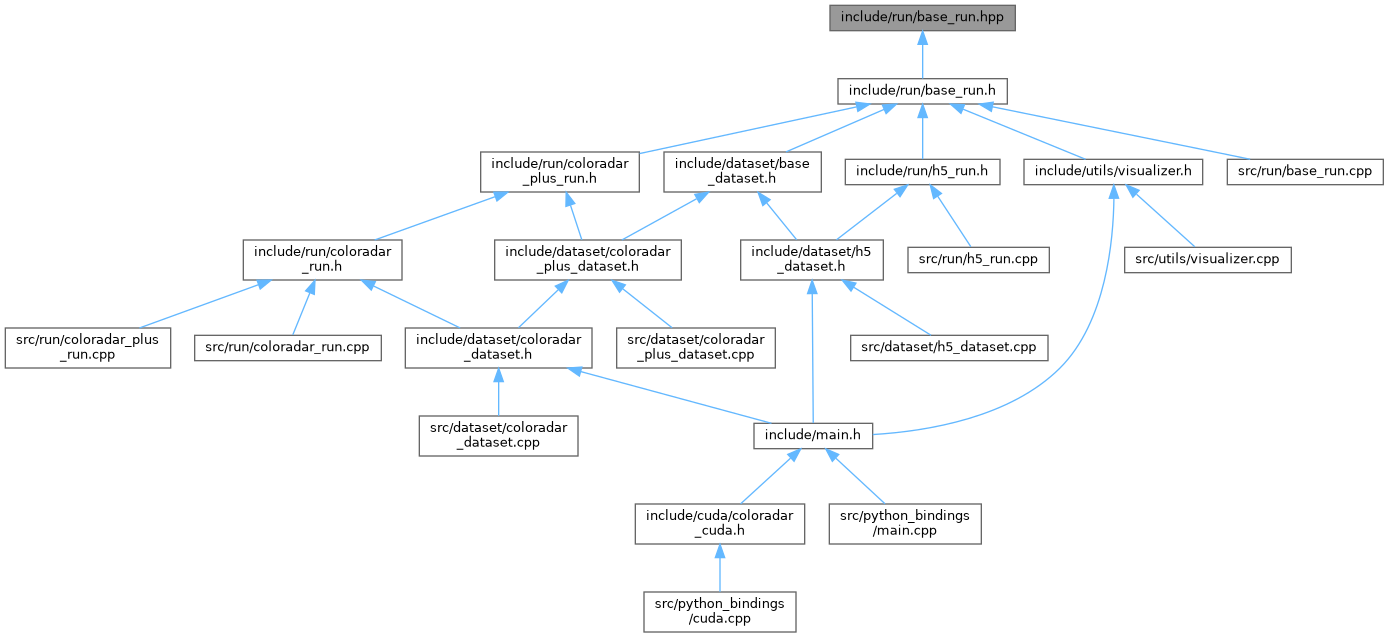 include/run/base_run.hpp
include/run/base_run.h
include/run/coloradar
_plus_run.h
include/dataset/base
_dataset.h
include/run/h5_run.h
include/utils/visualizer.h
src/run/base_run.cpp
include/run/coloradar
_run.h
include/dataset/coloradar
_plus_dataset.h
include/dataset/h5
_dataset.h
src/run/h5_run.cpp
src/utils/visualizer.cpp
src/run/coloradar_plus
_run.cpp
src/run/coloradar_run.cpp
include/dataset/coloradar
_dataset.h
src/dataset/coloradar
_plus_dataset.cpp
src/dataset/h5_dataset.cpp
src/dataset/coloradar
_dataset.cpp
include/main.h
include/cuda/coloradar
_cuda.h
src/python_bindings
/main.cpp
src/python_bindings
/cuda.cpp